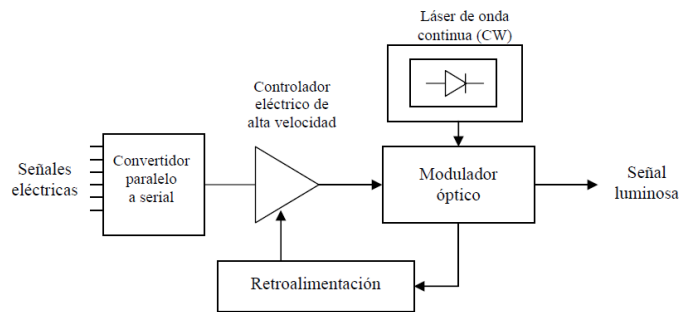 Láser de onda
continua (CW)
Controlador
eléctrico de
alta velocidad
Señales
eléctricas
Convertidor
paralelo
a serial
Modulador
óptico
Señal
luminosa
Retroalimentación